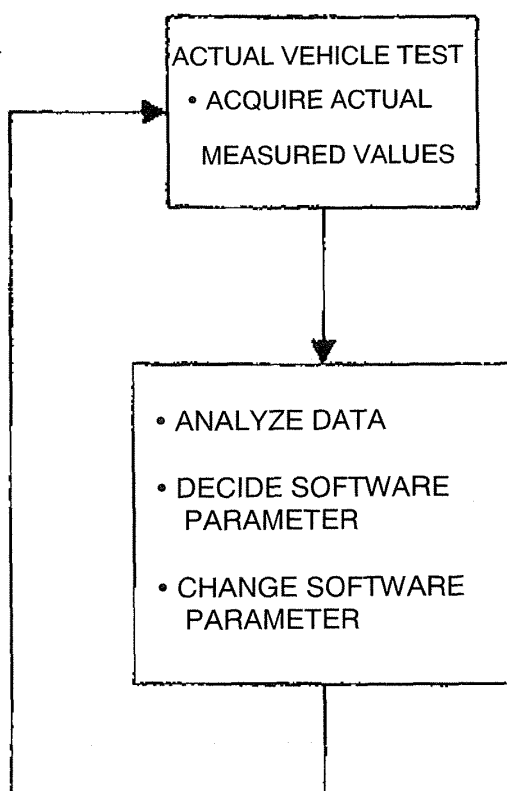 ACTUAL VEHICLE TEST
• ACQUIRE ACTUAL
MEASURED VALUES
• ANALYZE DATA
• DECIDE SOFTWARE
PARAMETER
• CHANGE SOFTWARE
PARAMETER